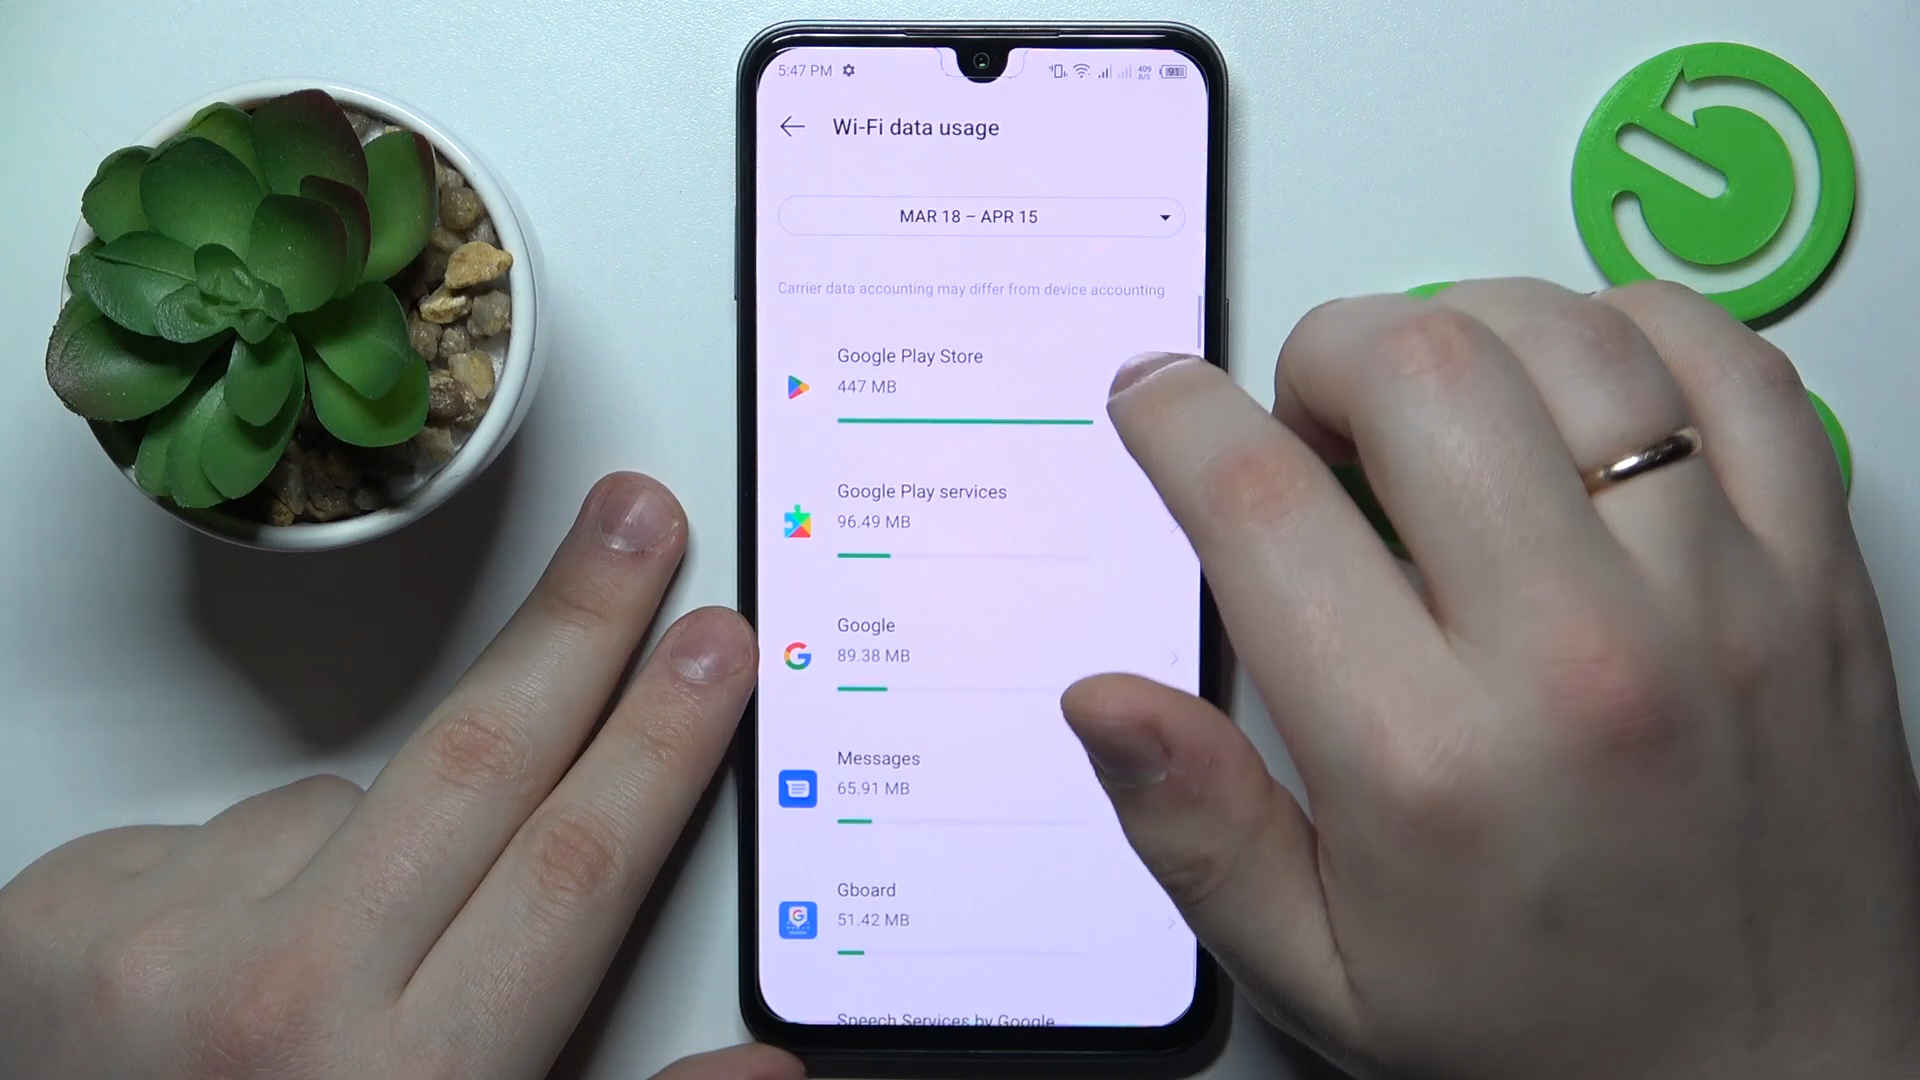 5:47 PM
409
B/S
91
Wi-Fi data usage
MAR 18 – APR 15
Carrier data accounting may differ from device accounting
Google Play Store
447 MB
Google Play services
96.49 MB
Google
89.38 MB
Messages
65.91 MB
Gboard
51.42 MB
Speech Services by Google